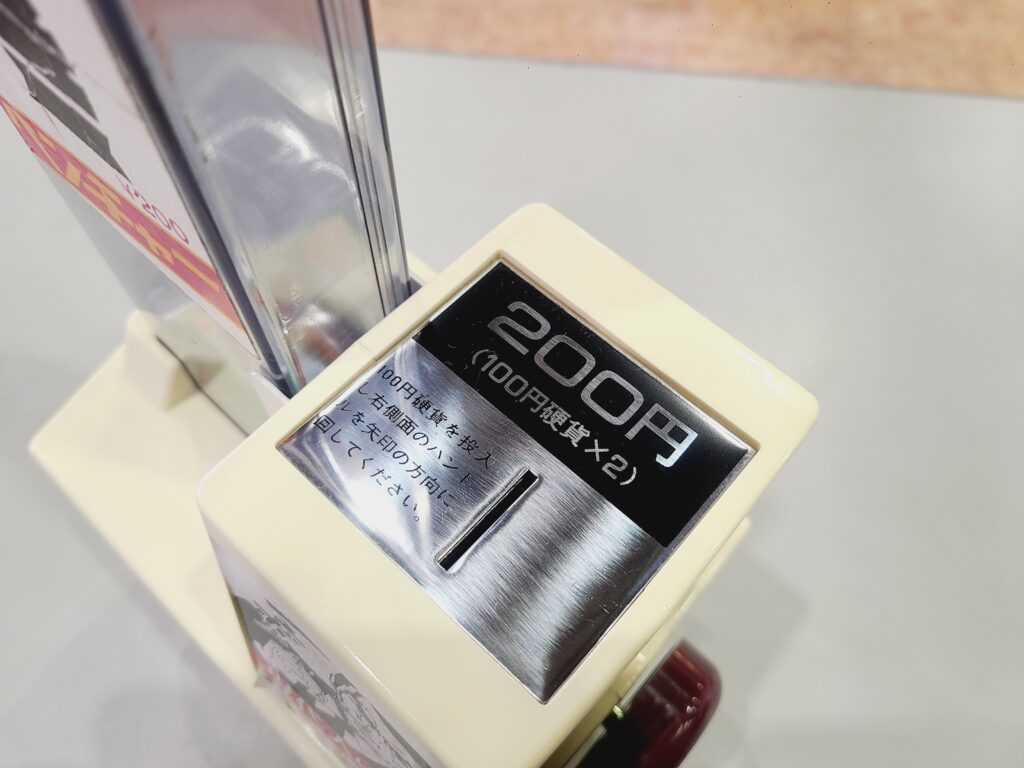 200円
(100円硬貨×2)
100円硬貨を投入
し右側面のハンド
ルを矢印の方向に
回してください。